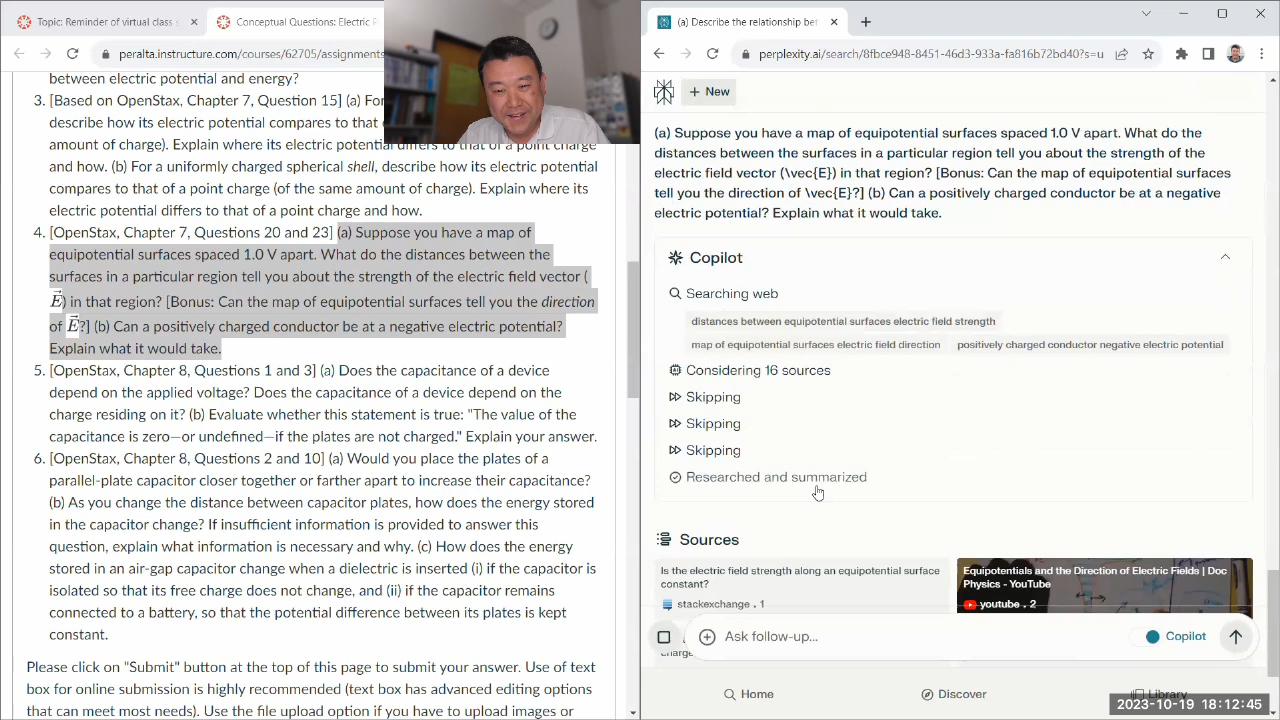 Topic: Reminder of virtual class s
Conceptual Questions: Electric P
peralta.instructure.com/courses/62705/assignments
between electric potential and energy?
3. [Based on OpenStax, Chapter 7, Question 15] (a) For
describe how its electric potential compares to that
amount of charge). Explain where its electric potential differs to that of a point charge
and how. (b) For a uniformly charged spherical shell, describe how its electric potential
compares to that of a point charge (of the same amount of charge). Explain where its
electric potential differs to that of a point charge and how.
4. [OpenStax, Chapter 7, Questions 20 and 23] (a) Suppose you have a map of
equipotential surfaces spaced 1.0 V apart. What do the distances between the
surfaces in a particular region tell you about the strength of the electric field vector (
E⃗) in that region? [Bonus: Can the map of equipotential surfaces tell you the direction
of E⃗?] (b) Can a positively charged conductor be at a negative electric potential?
Explain what it would take.
5. [OpenStax, Chapter 8, Questions 1 and 3] (a) Does the capacitance of a device
depend on the applied voltage? Does the capacitance of a device depend on the
charge residing on it? (b) Evaluate whether this statement is true: "The value of the
capacitance is zero—or undefined—if the plates are not charged." Explain your answer.
6. [OpenStax, Chapter 8, Questions 2 and 10] (a) Would you place the plates of a
parallel-plate capacitor closer together or farther apart to increase their capacitance?
(b) As you change the distance between capacitor plates, how does the energy stored
in the capacitor change? If insufficient information is provided to answer this
question, explain what information is necessary and why. (c) How does the energy
stored in an air-gap capacitor change when a dielectric is inserted (i) if the capacitor is
isolated so that its free charge does not change, and (ii) if the capacitor remains
connected to a battery, so that the potential difference between its plates is kept
constant.
Please click on "Submit" button at the top of this page to submit your answer. Use of text
box for online submission is highly recommended (text box has advanced editing options
that can meet most needs). Use the file upload option if you have to upload images or
(a) Describe the relationship bet
perplexity.ai/search/8fbce948-8451-46d3-933a-fa816b72bd40?s=u
New
(a) Suppose you have a map of equipotential surfaces spaced 1.0 V apart. What do the
distances between the surfaces in a particular region tell you about the strength of the
electric field vector (\vec{E}) in that region? [Bonus: Can the map of equipotential surfaces
tell you the direction of \vec{E}?] (b) Can a positively charged conductor be at a negative
electric potential? Explain what it would take.
Copilot
Searching web
distances between equipotential surfaces electric field strength
map of equipotential surfaces electric field direction positively charged conductor negative electric potential
Considering 16 sources
Skipping
Skipping
Skipping
Researched and summarized
Sources
Is the electric field strength along an equipotential surface
constant?
stackexchange . 1
Equipotentials and the Direction of Electric Fields | Doc
Physics - YouTube
youtube . 2
Ask follow-up...
Copilot
Home
Discover
Library
2023-10-19 18:12:45